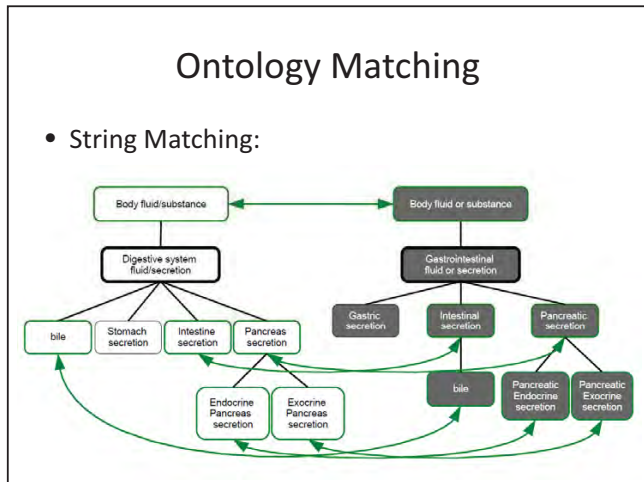 Ontology Matching
• String Matching:
Body fluid/substance
Body fluid or substance
Digestive system
fluid/secretion
Gastrointestinal
fluid or secretion
bile
Stomach
secretion
Intestine
secretion
Pancreas
secretion
Gastric
secretion
Intestinal
secretion
Pancreatic
secretion
Endocrine
Pancreas
secretion
Exocrine
Pancreas
secretion
bile
Pancreatic
Endocrine
secretion
Pancreatic
Exocrine
secretion